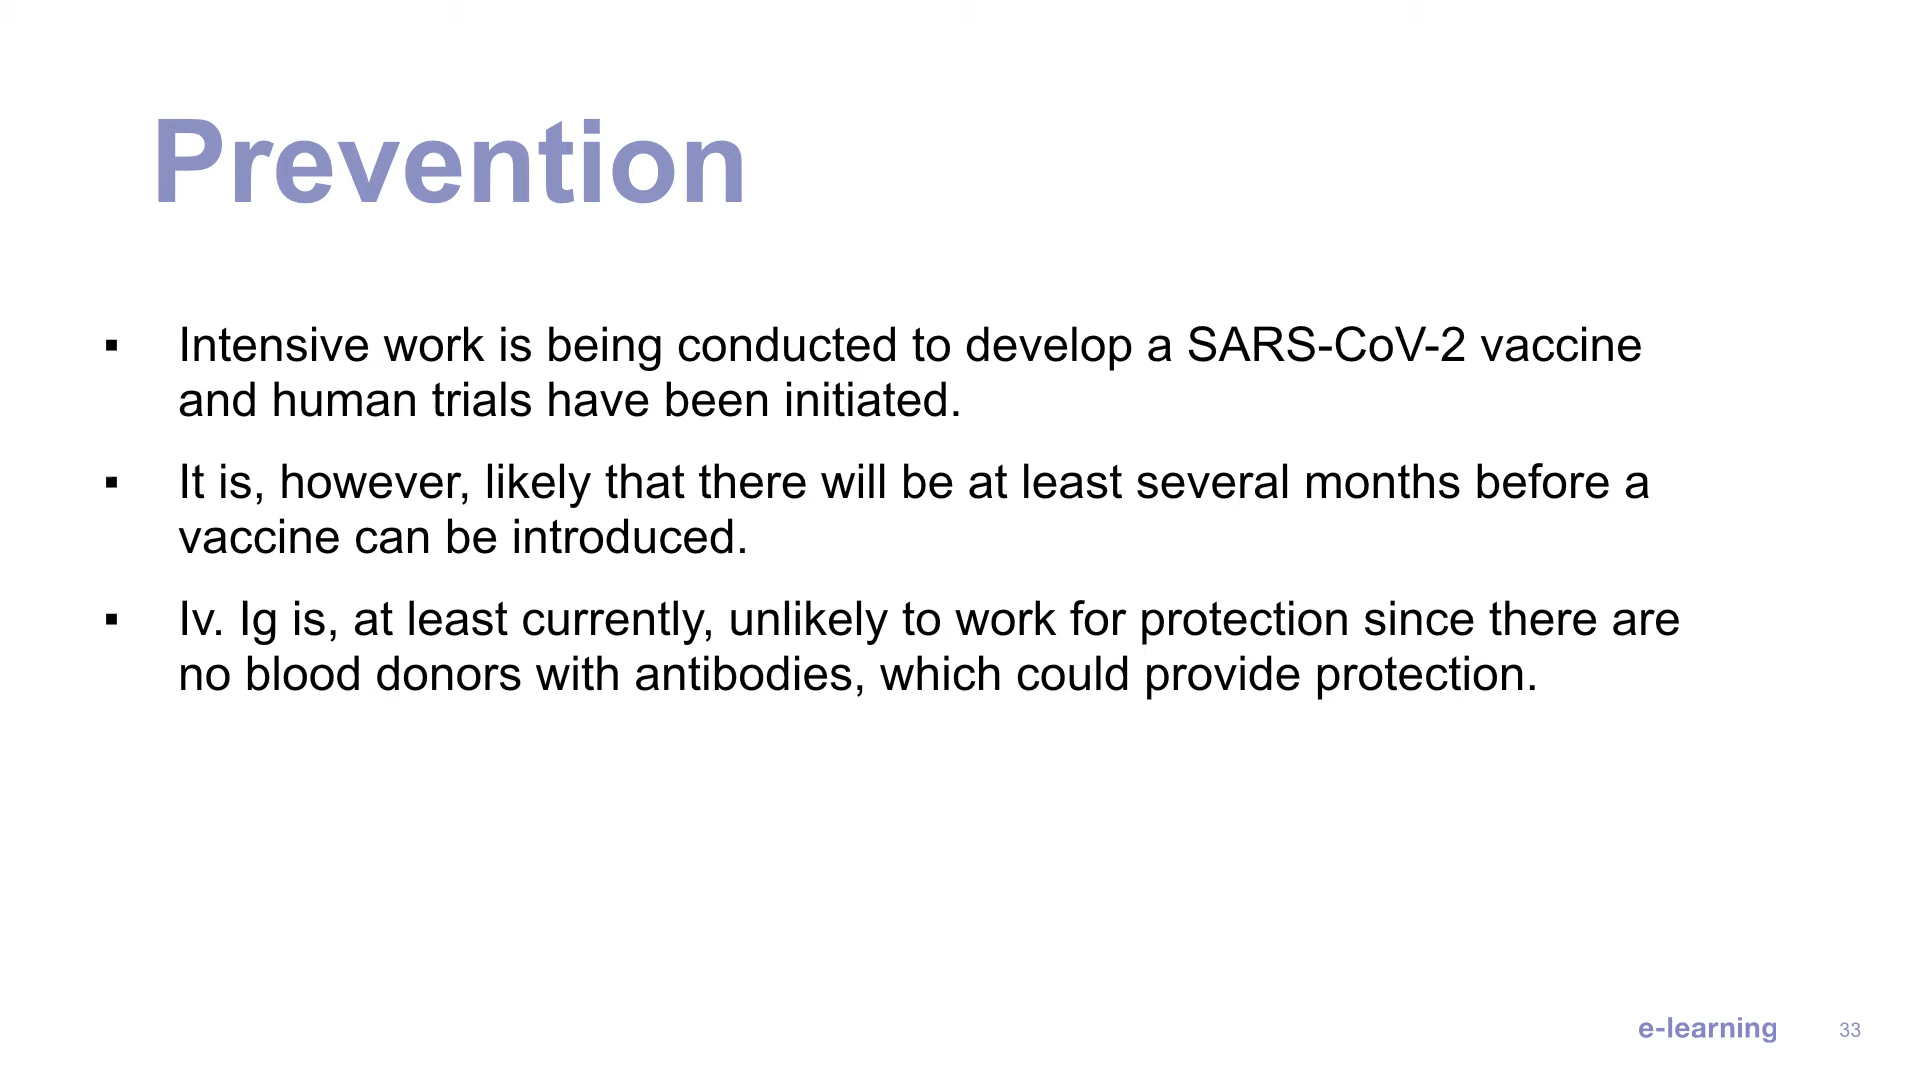 Prevention
▪ Intensive work is being conducted to develop a SARS-CoV-2 vaccine
and human trials have been initiated.
▪ It is, however, likely that there will be at least several months before a
vaccine can be introduced.
▪ Iv. Ig is, at least currently, unlikely to work for protection since there are
no blood donors with antibodies, which could provide protection.
e-learning 33